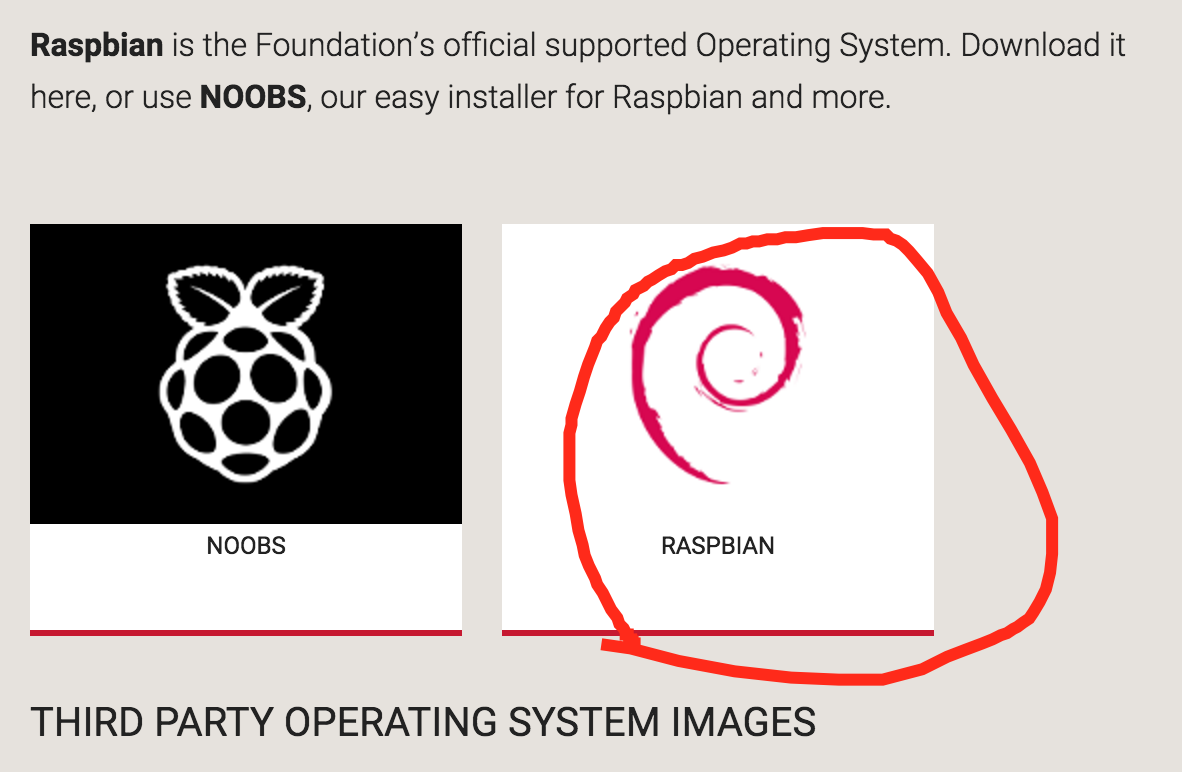 Raspbian is the Foundation’s official supported Operating System. Download it
here, or use NOOBS, our easy installer for Raspbian and more.
NOOBS
RASPBIAN
THIRD PARTY OPERATING SYSTEM IMAGES